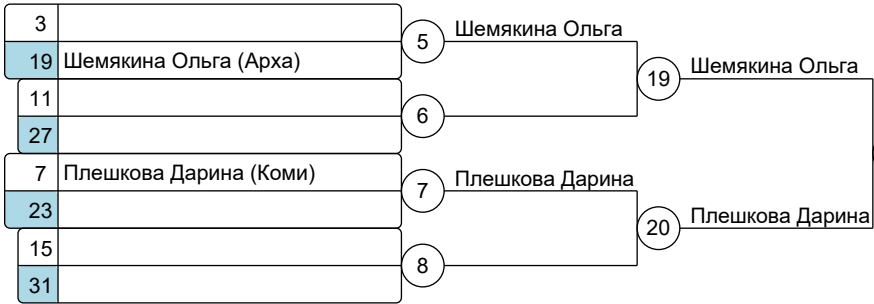 3
19 Шемякина Ольга (Арха)
5 Шемякина Ольга
19 Шемякина Ольга
11
27
6
7 Плешкова Дарина (Коми)
23
7 Плешкова Дарина
20 Плешкова Дарина
15
31
8